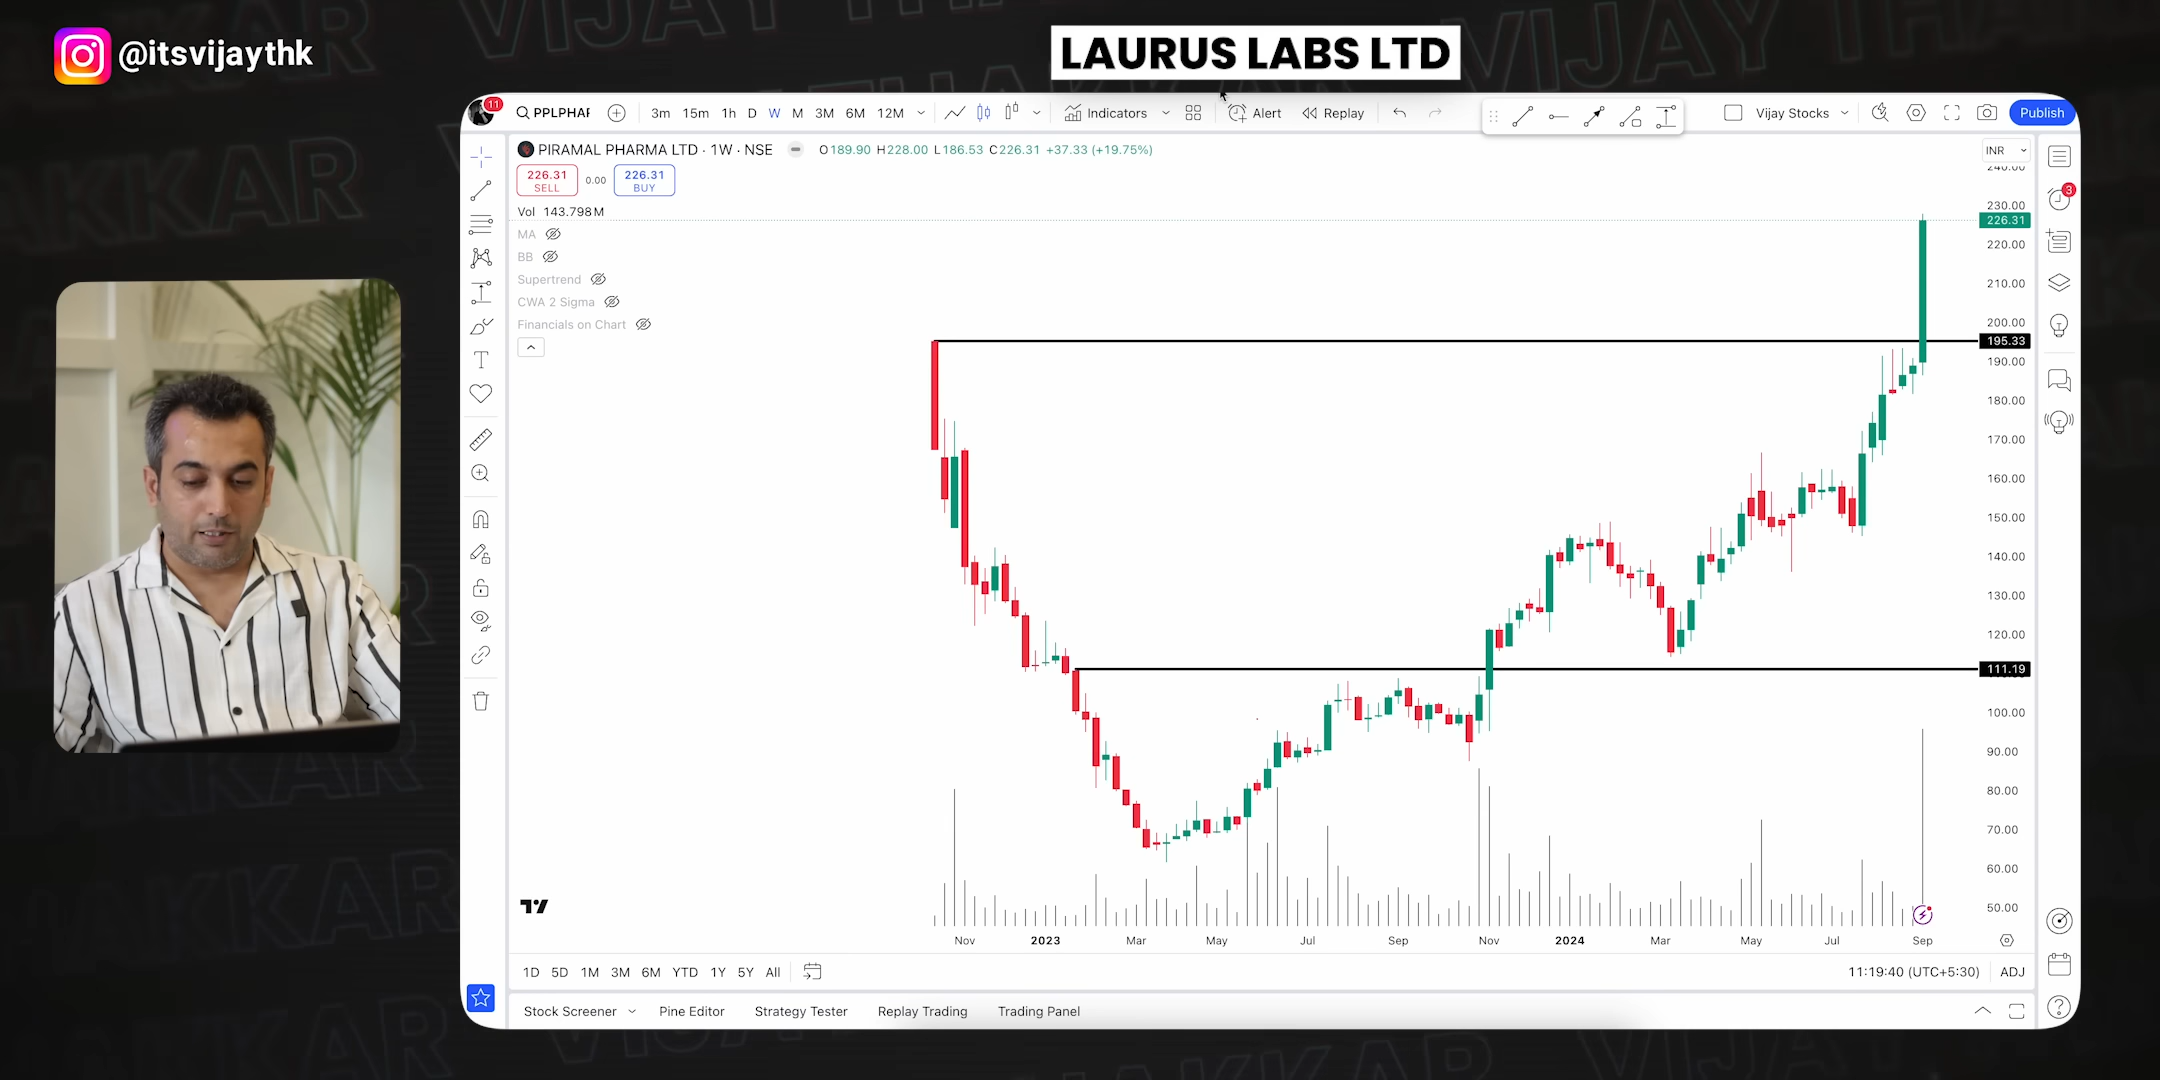 @itsvijaythk
LAURUS LABS LTD
11
PPLPHAR
3m 15m 1h D W M 3M 6M 12M
Indicators
Alert
Replay
Vijay Stocks
Publish
PIRAMAL PHARMA LTD · 1W · NSE
O189.90 H228.00 L186.53 C226.31 +37.33 (+19.75%)
INR
226.31
SELL
0.00
226.31
BUY
Vol 143.798M
MA
BB
Supertrend
CWA 2 Sigma
Financials on Chart
240.00
230.00
226.31
220.00
210.00
200.00
195.33
190.00
180.00
170.00
160.00
150.00
140.00
130.00
120.00
111.19
100.00
90.00
80.00
70.00
60.00
50.00
3
Nov 2023 Mar May Jul Sep Nov 2024 Mar May Jul Sep
1D 5D 1M 3M 6M YTD 1Y 5Y All
11:19:40 (UTC+5:30) ADJ
Stock Screener Pine Editor Strategy Tester Replay Trading Trading Panel